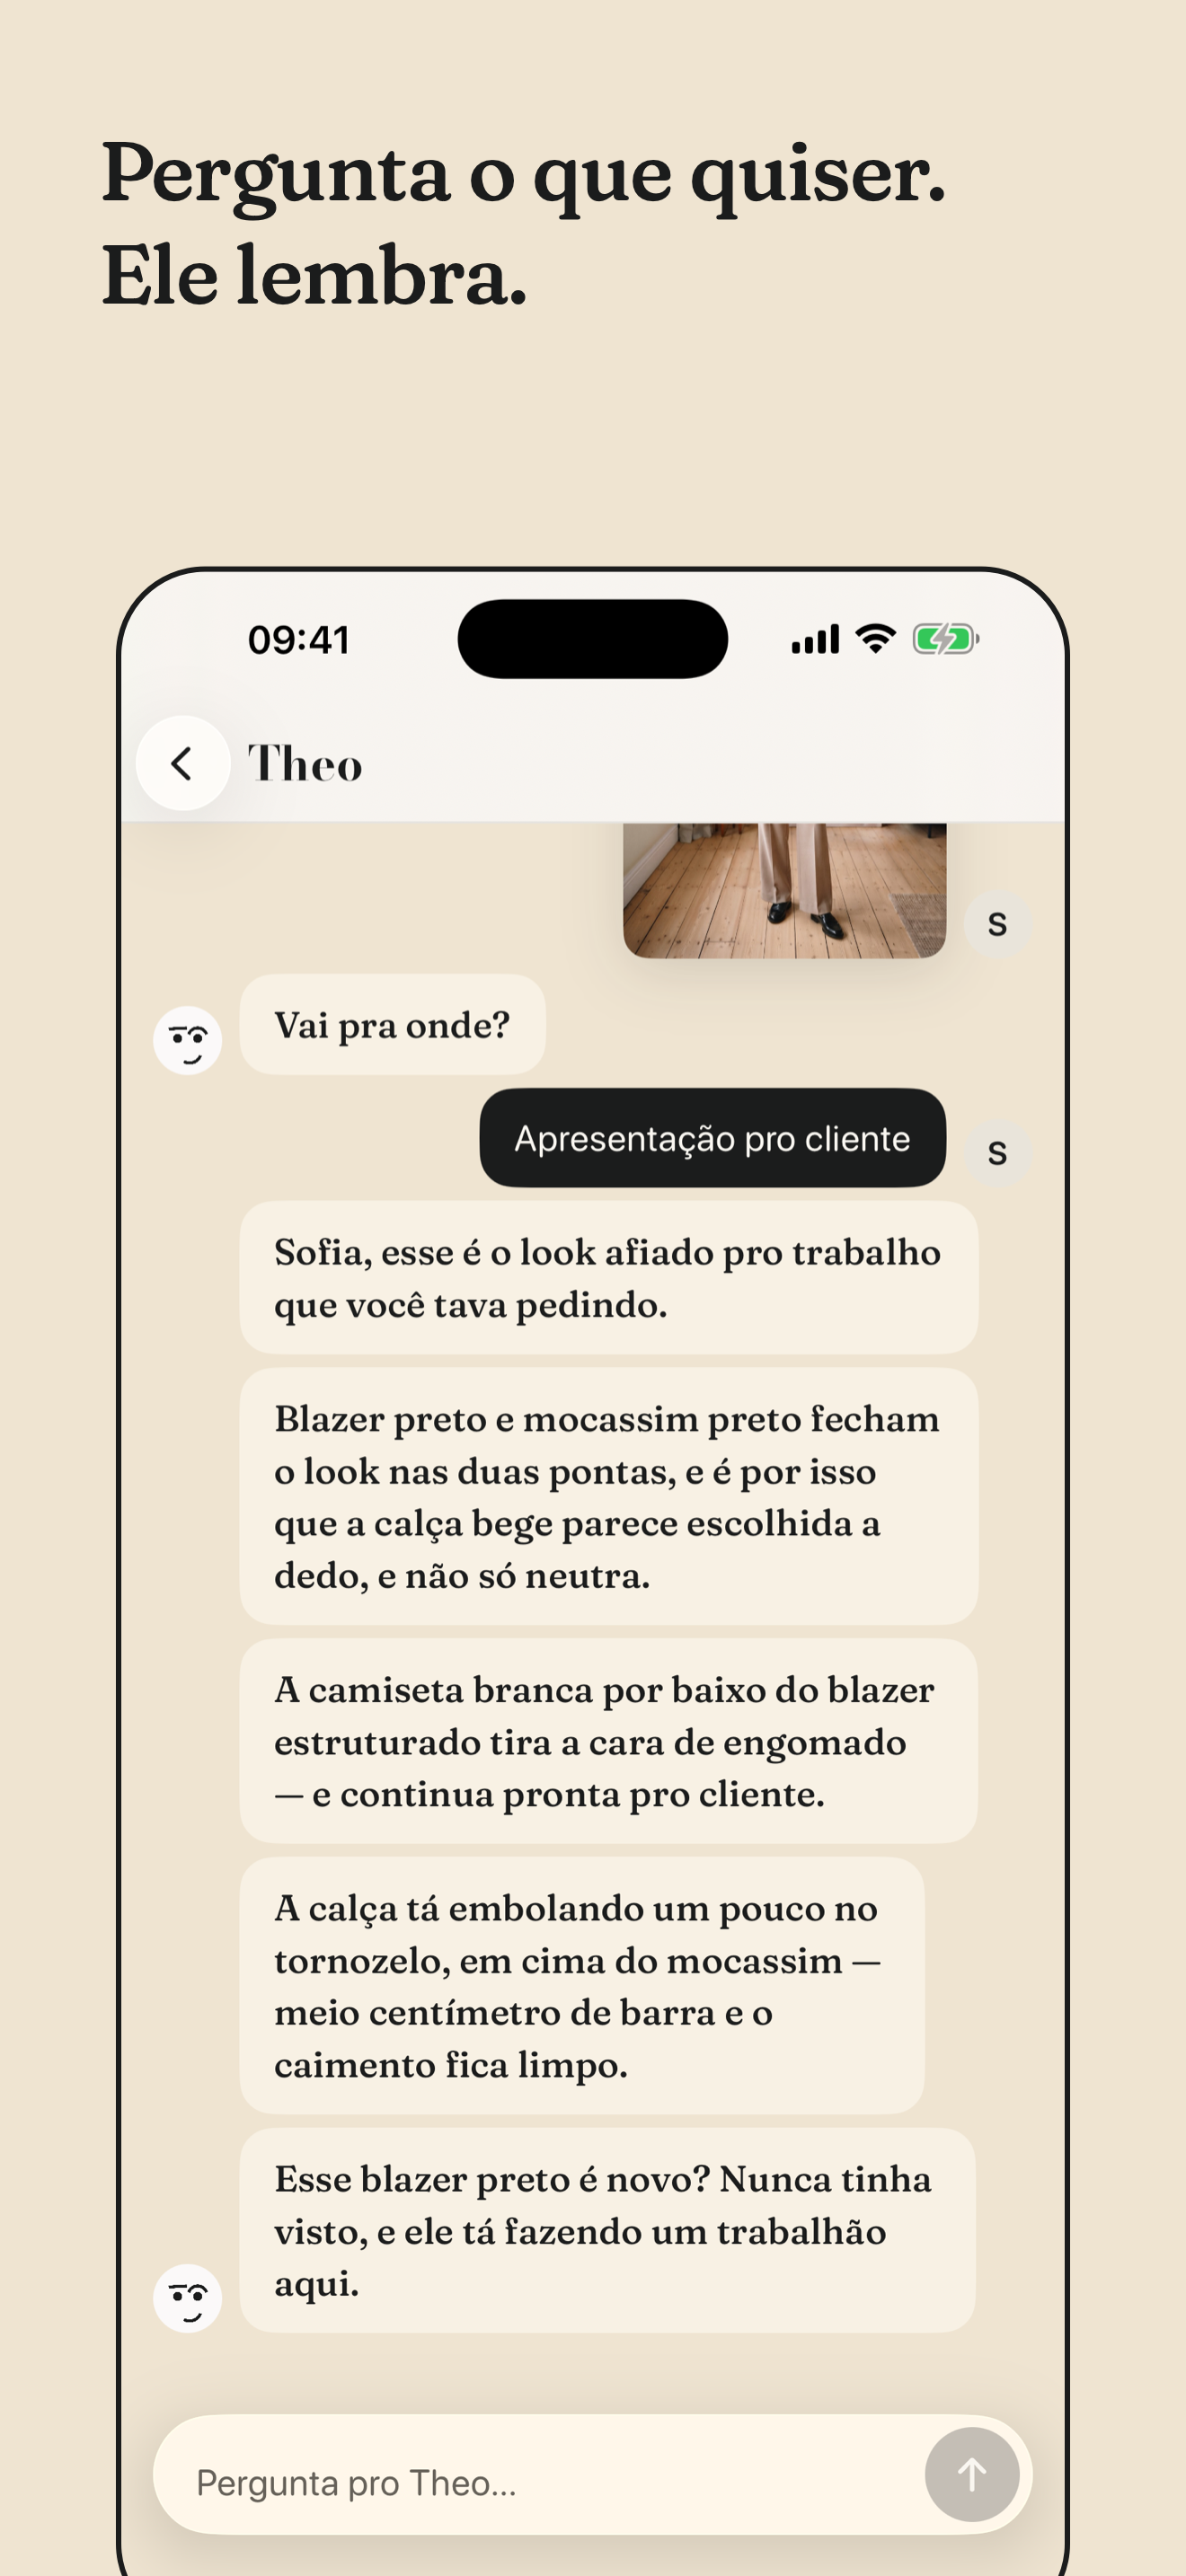 Pergunta o que quiser.
Ele lembra.
09:41
Theo
S
Vai pra onde?
Apresentação pro cliente
S
Sofia, esse é o look afiado pro trabalho
que você tava pedindo.
Blazer preto e mocassim preto fecham
o look nas duas pontas, e é por isso
que a calça bege parece escolhida a
dedo, e não só neutra.
A camiseta branca por baixo do blazer
estruturado tira a cara de engomado
— e continua pronta pro cliente.
A calça tá embolando um pouco no
tornozelo, em cima do mocassim —
meio centímetro de barra e o
caimento fica limpo.
Esse blazer preto é novo? Nunca tinha
visto, e ele tá fazendo um trabalhão
aqui.
Pergunta pro Theo...